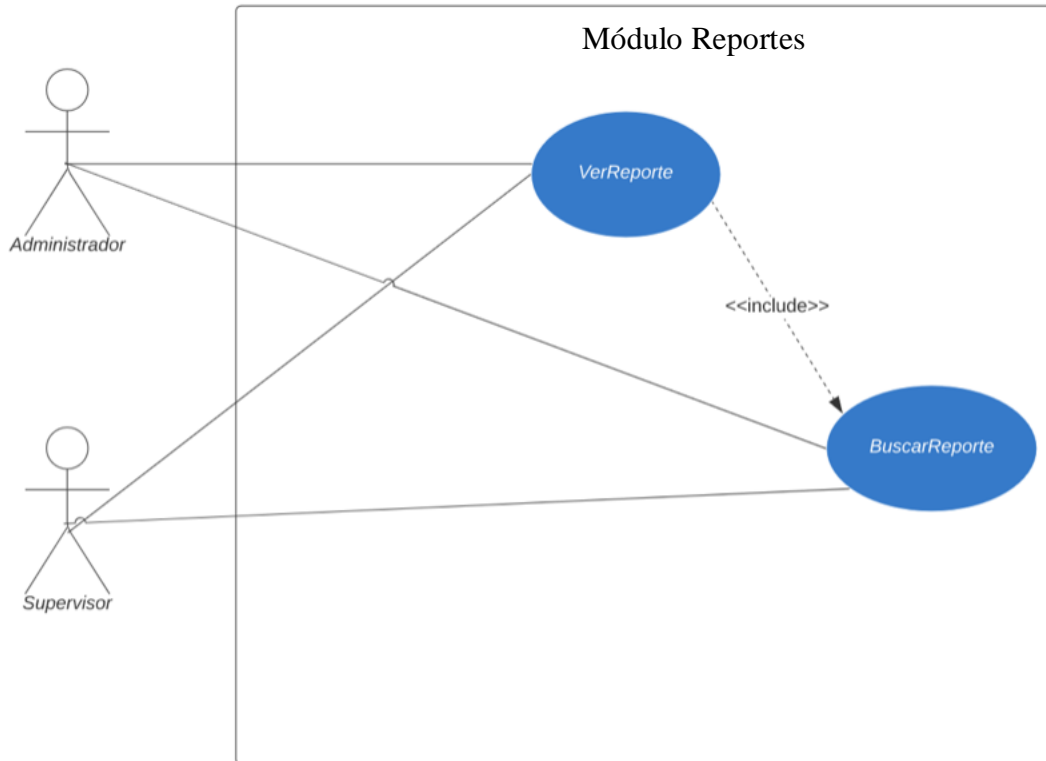 Módulo Reportes
VerReporte
Administrador
<<include>>
BuscarReporte
Supervisor